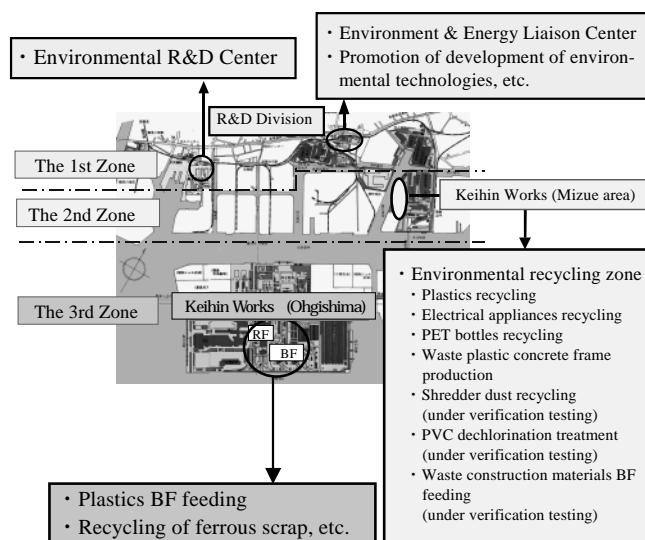 ・Environmental R&D Center
・Environment & Energy Liaison Center
・Promotion of development of environ-
mental technologies, etc.
R&D Division
The 1st Zone
The 2nd Zone
Keihin Works (Mizue area)
The 3rd Zone
Keihin Works (Ohgishima)
RF
BF
・Environmental recycling zone
・Plastics recycling
・Electrical appliances recycling
・PET bottles recycling
・Waste plastic concrete frame
production
・Shredder dust recycling
(under verification testing)
・PVC dechlorination treatment
(under verification testing)
・Waste construction materials BF
feeding
(under verification testing)
・Plastics BF feeding
・Recycling of ferrous scrap, etc.